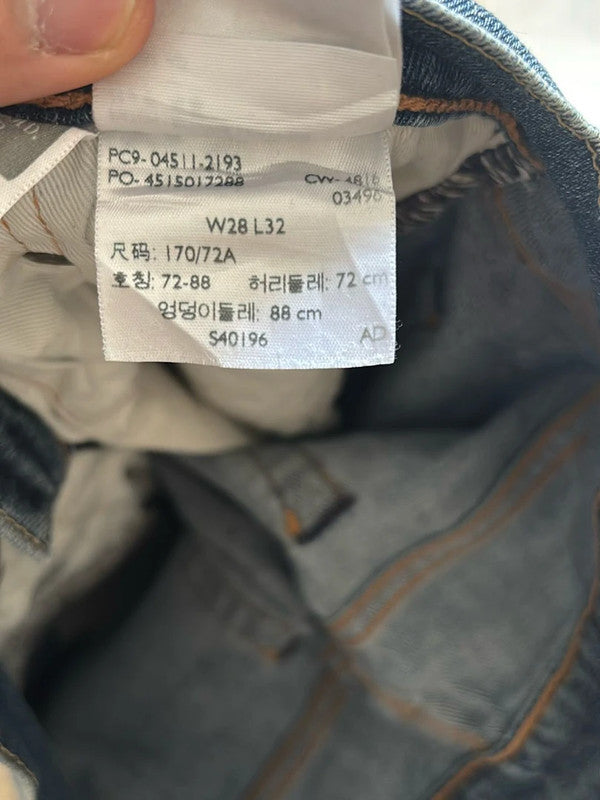 PC9-04511.2193
PO-4515017288
CW-4816
03496
W28 L32
尺码: 170/72A
호칭: 72-88 허리둘레: 72 cm
엉덩이둘레: 88 cm
S40196 AD